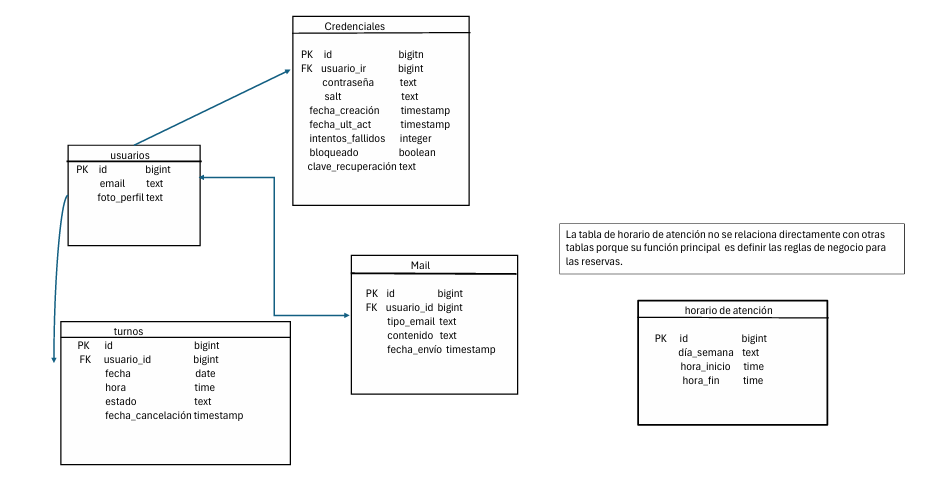 Credenciales
PK id bigitn
FK usuario_ir bigint
contraseña text
salt text
fecha_creación timestamp
fecha_ult_act timestamp
intentos_fallidos integer
bloqueado boolean
clave_recuperación text
usuarios
PK id bigint
email text
foto_perfil text
La tabla de horario de atención no se relaciona directamente con otras
tablas porque su función principal es definir las reglas de negocio para
las reservas.
Mail
PK id bigint
FK usuario_id bigint
tipo_email text
contenido text
fecha_envío timestamp
horario de atención
PK id bigint
día_semana text
hora_inicio time
hora_fin time
turnos
PK id bigint
FK usuario_id bigint
fecha date
hora time
estado text
fecha_cancelación timestamp